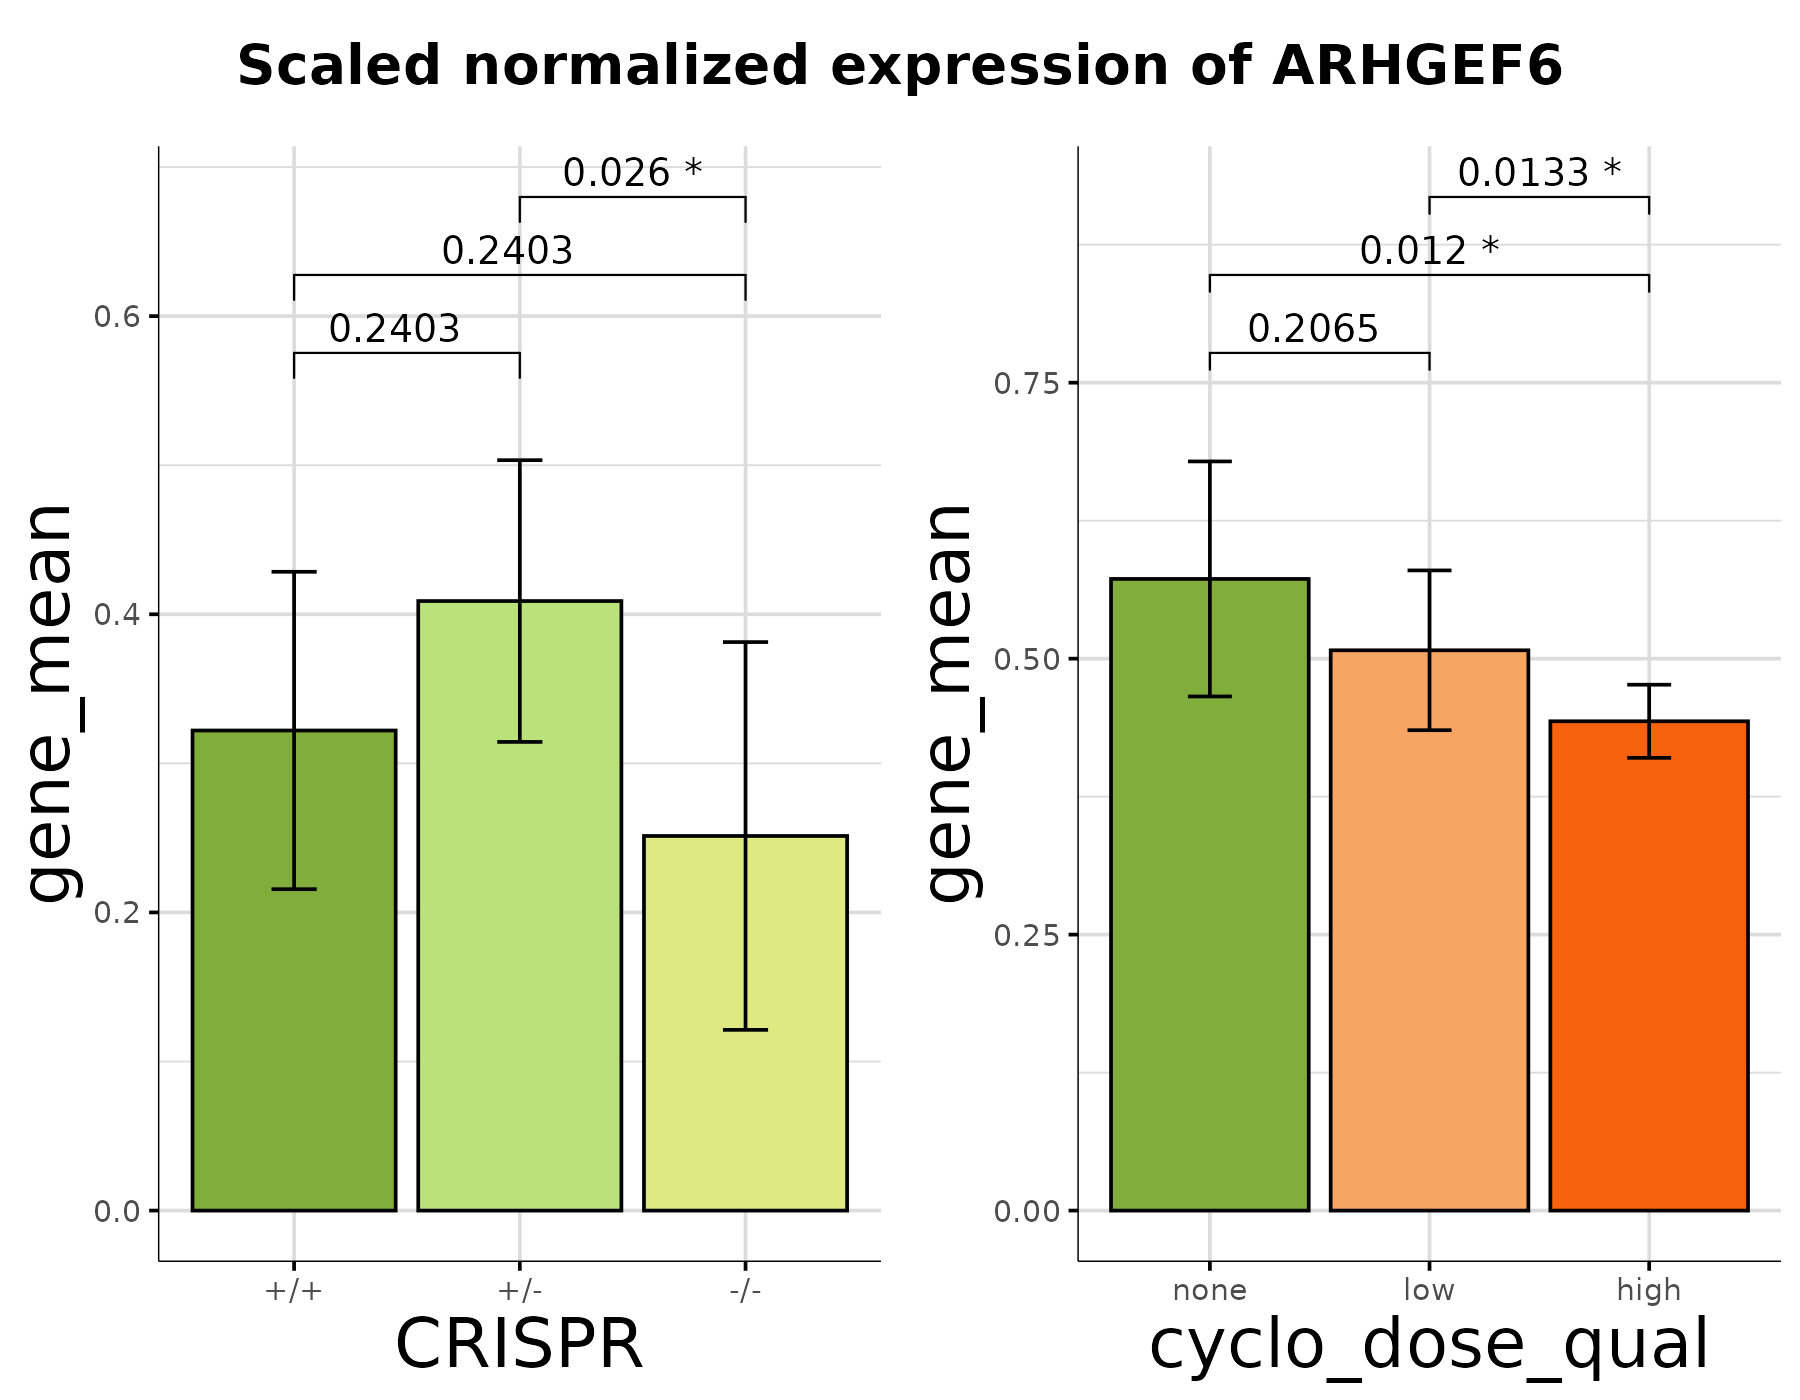 Scaled normalized expression of ARHGEF6
gene_mean
0.6
0.4
0.2
0.0
0.026 *
0.2403
0.2403
+/+ +/- -/-
CRISPR
gene_mean
0.75
0.50
0.25
0.00
0.0133 *
0.012 *
0.2065
none low high
cyclo_dose_qual